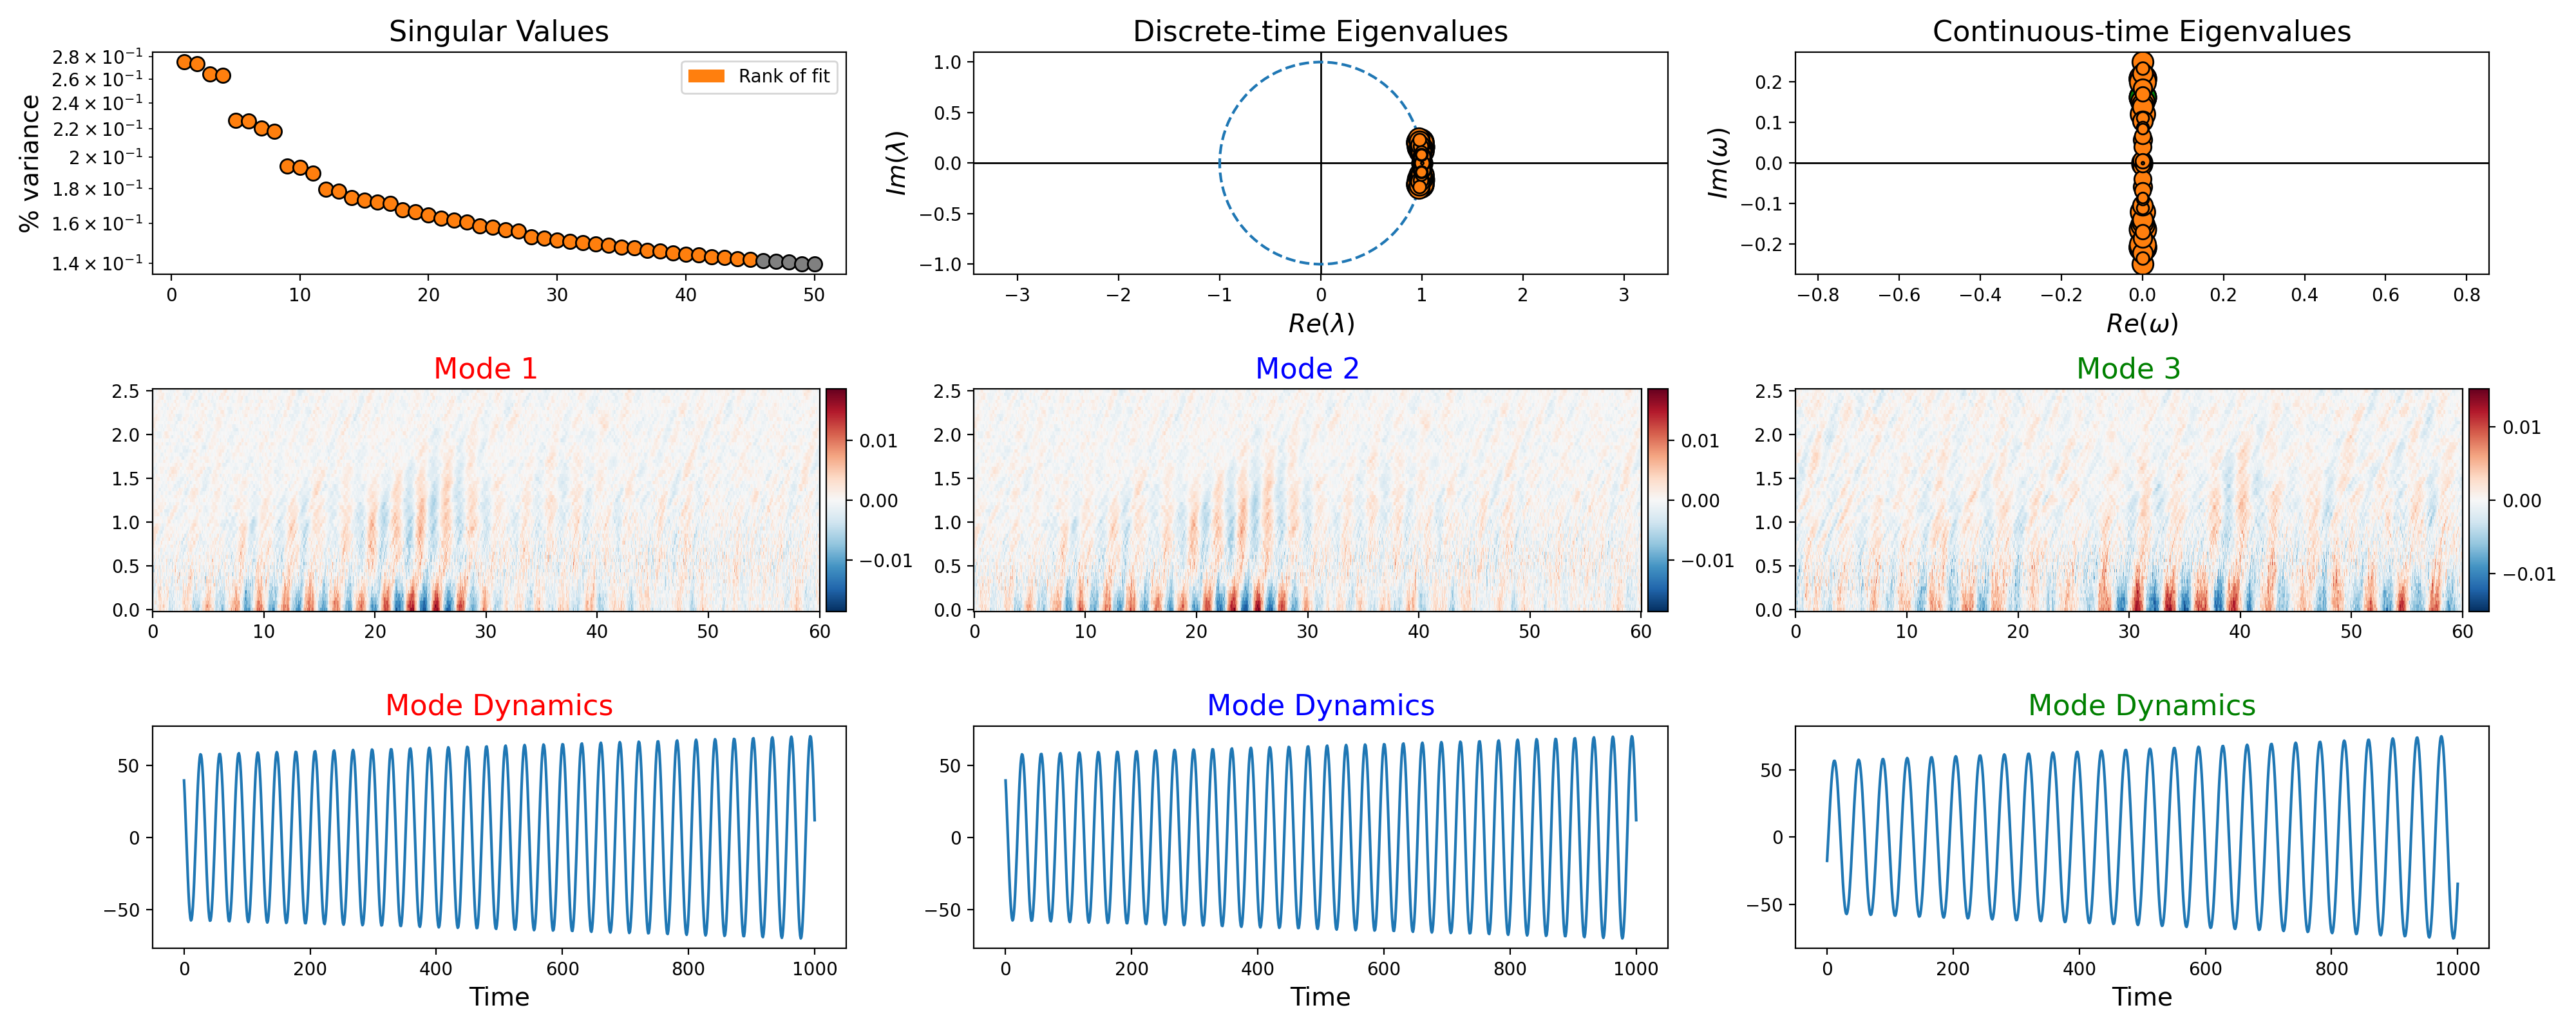 Singular Values
% variance
2.8 × 10⁻¹
2.6 × 10⁻¹
2.4 × 10⁻¹
2.2 × 10⁻¹
2 × 10⁻¹
1.8 × 10⁻¹
1.6 × 10⁻¹
1.4 × 10⁻¹
Rank of fit
0 10 20 30 40 50
Discrete-time Eigenvalues
Im(λ)
1.0
0.5
0.0
−0.5
−1.0
−3 −2 −1 0 1 2 3
Re(λ)
Continuous-time Eigenvalues
Im(ω)
0.2
0.1
0.0
−0.1
−0.2
−0.8 −0.6 −0.4 −0.2 0.0 0.2 0.4 0.6 0.8
Re(ω)
Mode 1
2.5
2.0
1.5
1.0
0.5
0.0
0 10 20 30 40 50 60
0.01
0.00
−0.01
Mode 2
2.5
2.0
1.5
1.0
0.5
0.0
0 10 20 30 40 50 60
0.01
0.00
−0.01
Mode 3
2.5
2.0
1.5
1.0
0.5
0.0
0 10 20 30 40 50 60
0.01
0.00
−0.01
Mode Dynamics
50
0
−50
0 200 400 600 800 1000
Time
Mode Dynamics
50
0
−50
0 200 400 600 800 1000
Time
Mode Dynamics
50
0
−50
0 200 400 600 800 1000
Time